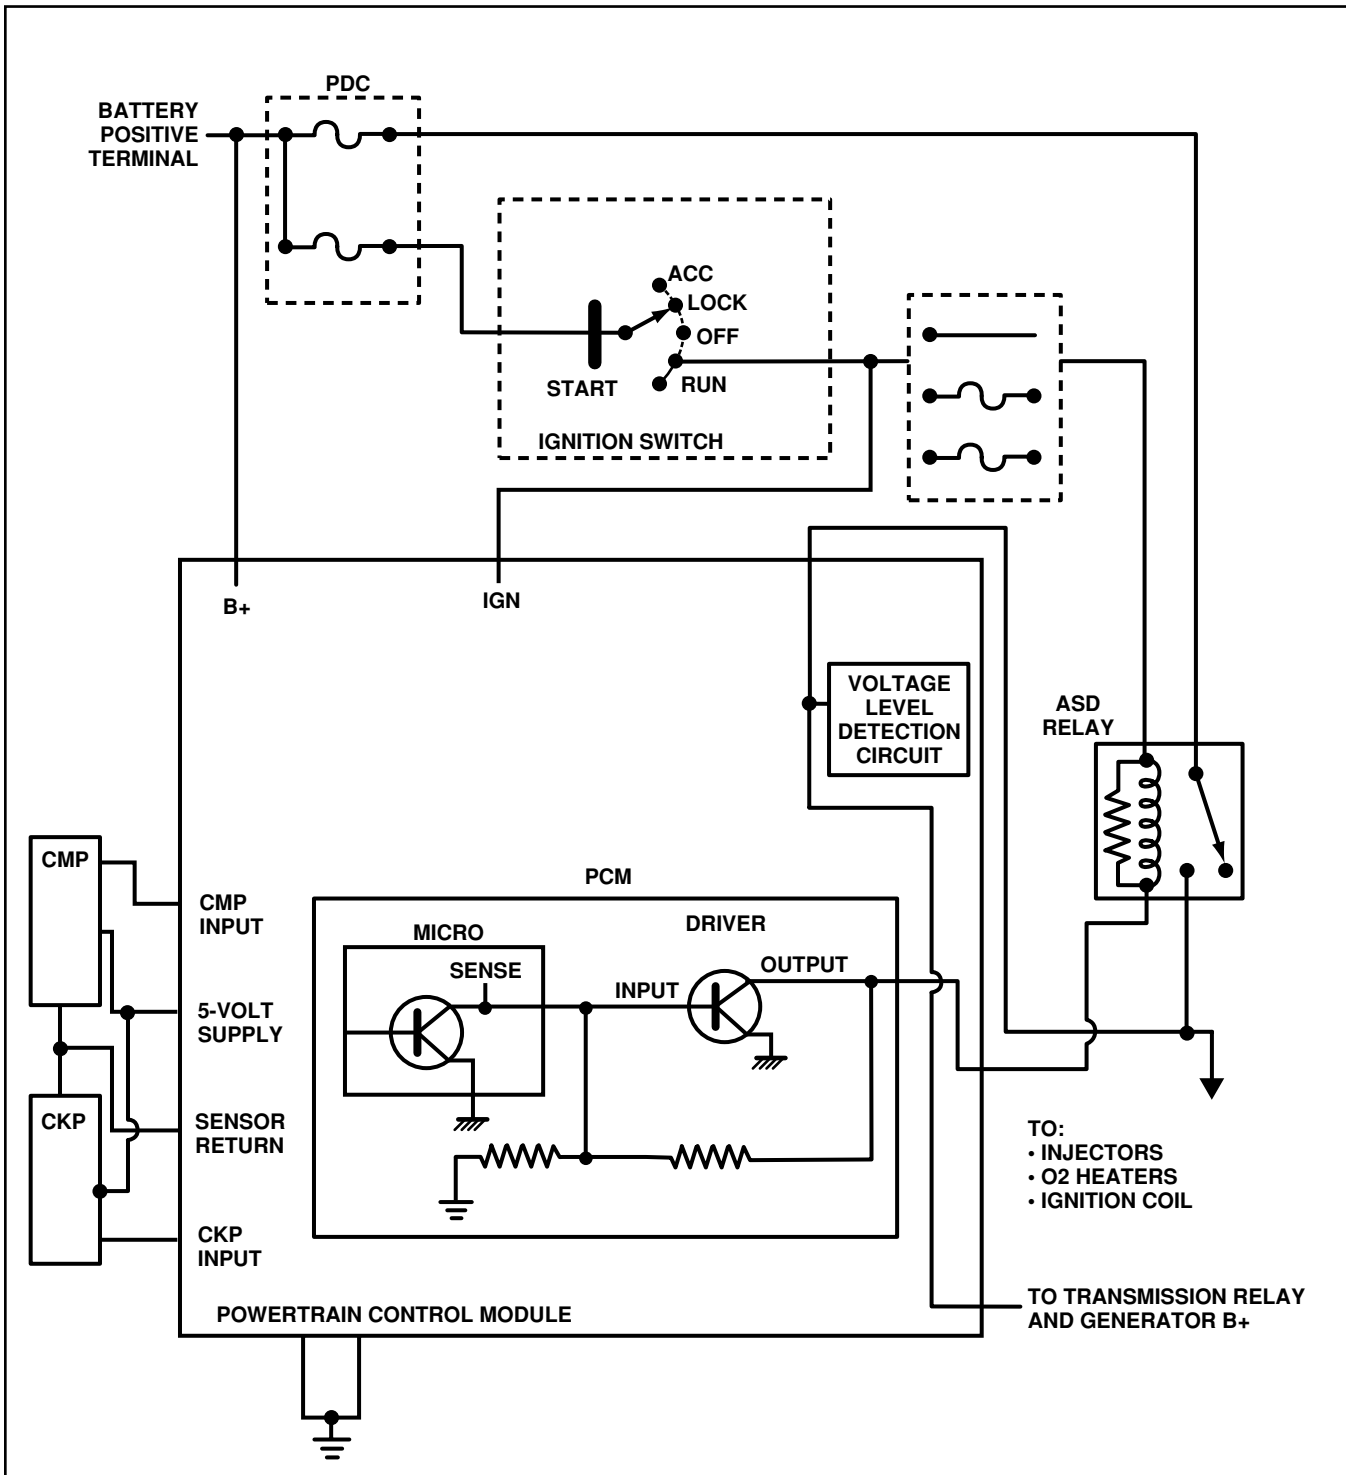 PDC
BATTERY
POSITIVE
TERMINAL
ACC
LOCK
OFF
RUN
START
IGNITION SWITCH
B+
IGN
VOLTAGE
LEVEL
DETECTION
CIRCUIT
ASD
RELAY
CMP
CMP
INPUT
PCM
MICRO
DRIVER
SENSE
INPUT
OUTPUT
5-VOLT
SUPPLY
CKP
SENSOR
RETURN
CKP
INPUT
TO:
• INJECTORS
• O2 HEATERS
• IGNITION COIL
POWERTRAIN CONTROL MODULE
TO TRANSMISSION RELAY
AND GENERATOR B+